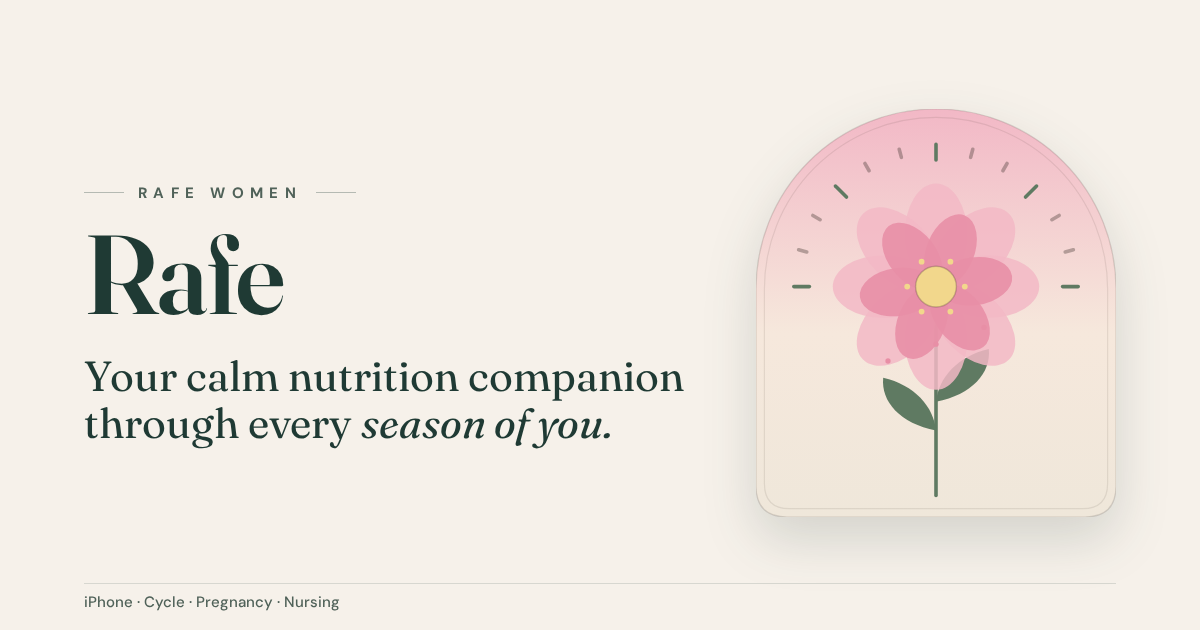 RAFE WOMEN
Rafe
Your calm nutrition companion
through every season of you.
iPhone · Cycle · Pregnancy · Nursing